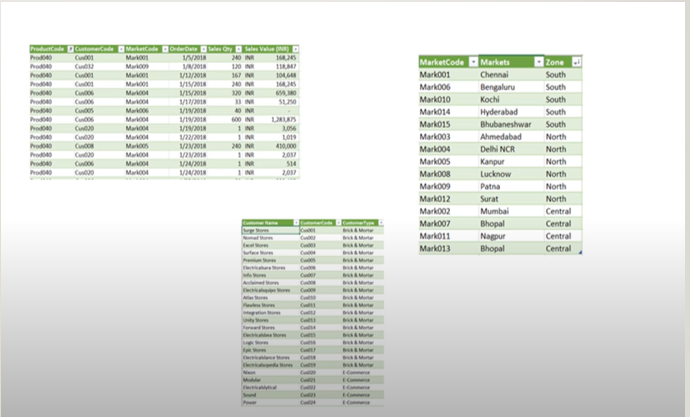 ProductCode CustomerCode MarketCode OrderDate Sales Qty Sales Value (INR)
Prod040 Cus001 Mark001 1/5/2018 240 INR 168,245
Prod040 Cus032 Mark009 1/8/2018 120 INR 118,847
Prod040 Cus001 Mark001 1/12/2018 167 INR 104,648
Prod040 Cus001 Mark001 1/15/2018 240 INR 168,245
Prod040 Cus006 Mark004 1/15/2018 320 INR 659,380
Prod040 Cus006 Mark004 1/17/2018 33 INR 51,250
Prod040 Cus005 Mark006 1/19/2018 40 INR -
Prod040 Cus006 Mark004 1/19/2018 600 INR 1,283,875
Prod040 Cus020 Mark004 1/19/2018 1 INR 3,056
Prod040 Cus020 Mark004 1/22/2018 1 INR 1,019
Prod040 Cus008 Mark005 1/23/2018 240 INR 410,000
Prod040 Cus020 Mark004 1/23/2018 1 INR 2,037
Prod040 Cus006 Mark004 1/24/2018 1 INR 514
Prod040 Cus020 Mark004 1/24/2018 1 INR 2,037
MarketCode Markets Zone
Mark001 Chennai South
Mark006 Bengaluru South
Mark010 Kochi South
Mark014 Hyderabad South
Mark015 Bhubaneshwar South
Mark003 Ahmedabad North
Mark004 Delhi NCR North
Mark005 Kanpur North
Mark008 Lucknow North
Mark009 Patna North
Mark012 Surat North
Mark002 Mumbai Central
Mark007 Bhopal Central
Mark011 Nagpur Central
Mark013 Bhopal Central
Customer Name CustomerCode CustomerType
Surge Stores Cus001 Brick & Mortar
Nomad Stores Cus002 Brick & Mortar
Excel Stores Cus003 Brick & Mortar
Surface Stores Cus004 Brick & Mortar
Premium Stores Cus005 Brick & Mortar
Electricalsara Stores Cus006 Brick & Mortar
Info Stores Cus007 Brick & Mortar
Acclaimed Stores Cus008 Brick & Mortar
Electricalsquipo Stores Cus009 Brick & Mortar
Atlas Stores Cus010 Brick & Mortar
Flawless Stores Cus011 Brick & Mortar
Integration Stores Cus012 Brick & Mortar
Unity Stores Cus013 Brick & Mortar
Forward Stores Cus014 Brick & Mortar
Electricalsbea Stores Cus015 Brick & Mortar
Logic Stores Cus016 Brick & Mortar
Epic Stores Cus017 Brick & Mortar
Electricalslance Stores Cus018 Brick & Mortar
Electricalsopedia Stores Cus019 Brick & Mortar
Nixon Cus020 E-Commerce
Modular Cus021 E-Commerce
Electricalslytical Cus022 E-Commerce
Sound Cus023 E-Commerce
Power Cus024 E-Commerce